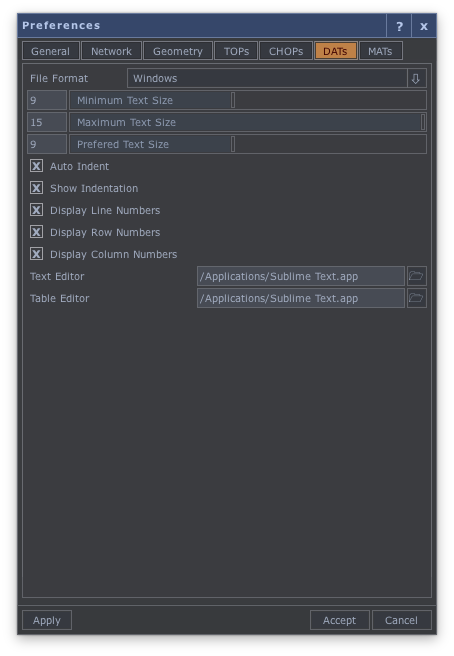 Preferences ? x
General Network Geometry TOPs CHOPs DATs MATs
File Format Windows
9 Minimum Text Size
15 Maximum Text Size
9 Prefered Text Size
X Auto Indent
X Show Indentation
X Display Line Numbers
X Display Row Numbers
X Display Column Numbers
Text Editor /Applications/Sublime Text.app
Table Editor /Applications/Sublime Text.app
Apply Accept Cancel